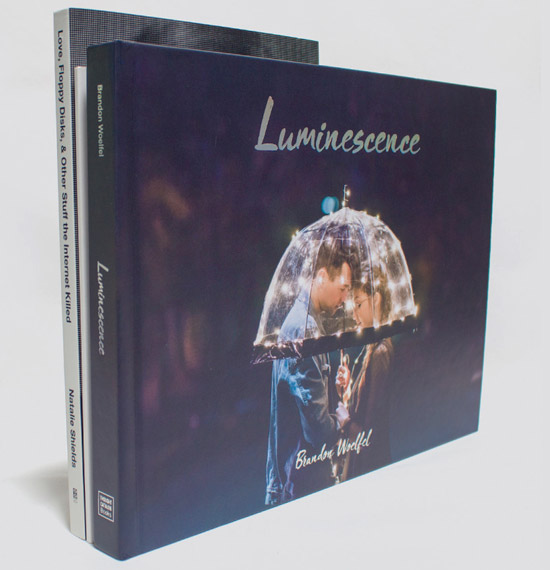 Love, Floppy Disks, & Other Stuff the Internet Killed
Natalie Shields
Brandon Woelfel
Luminescence
Luminescence
Brandon Woelfel